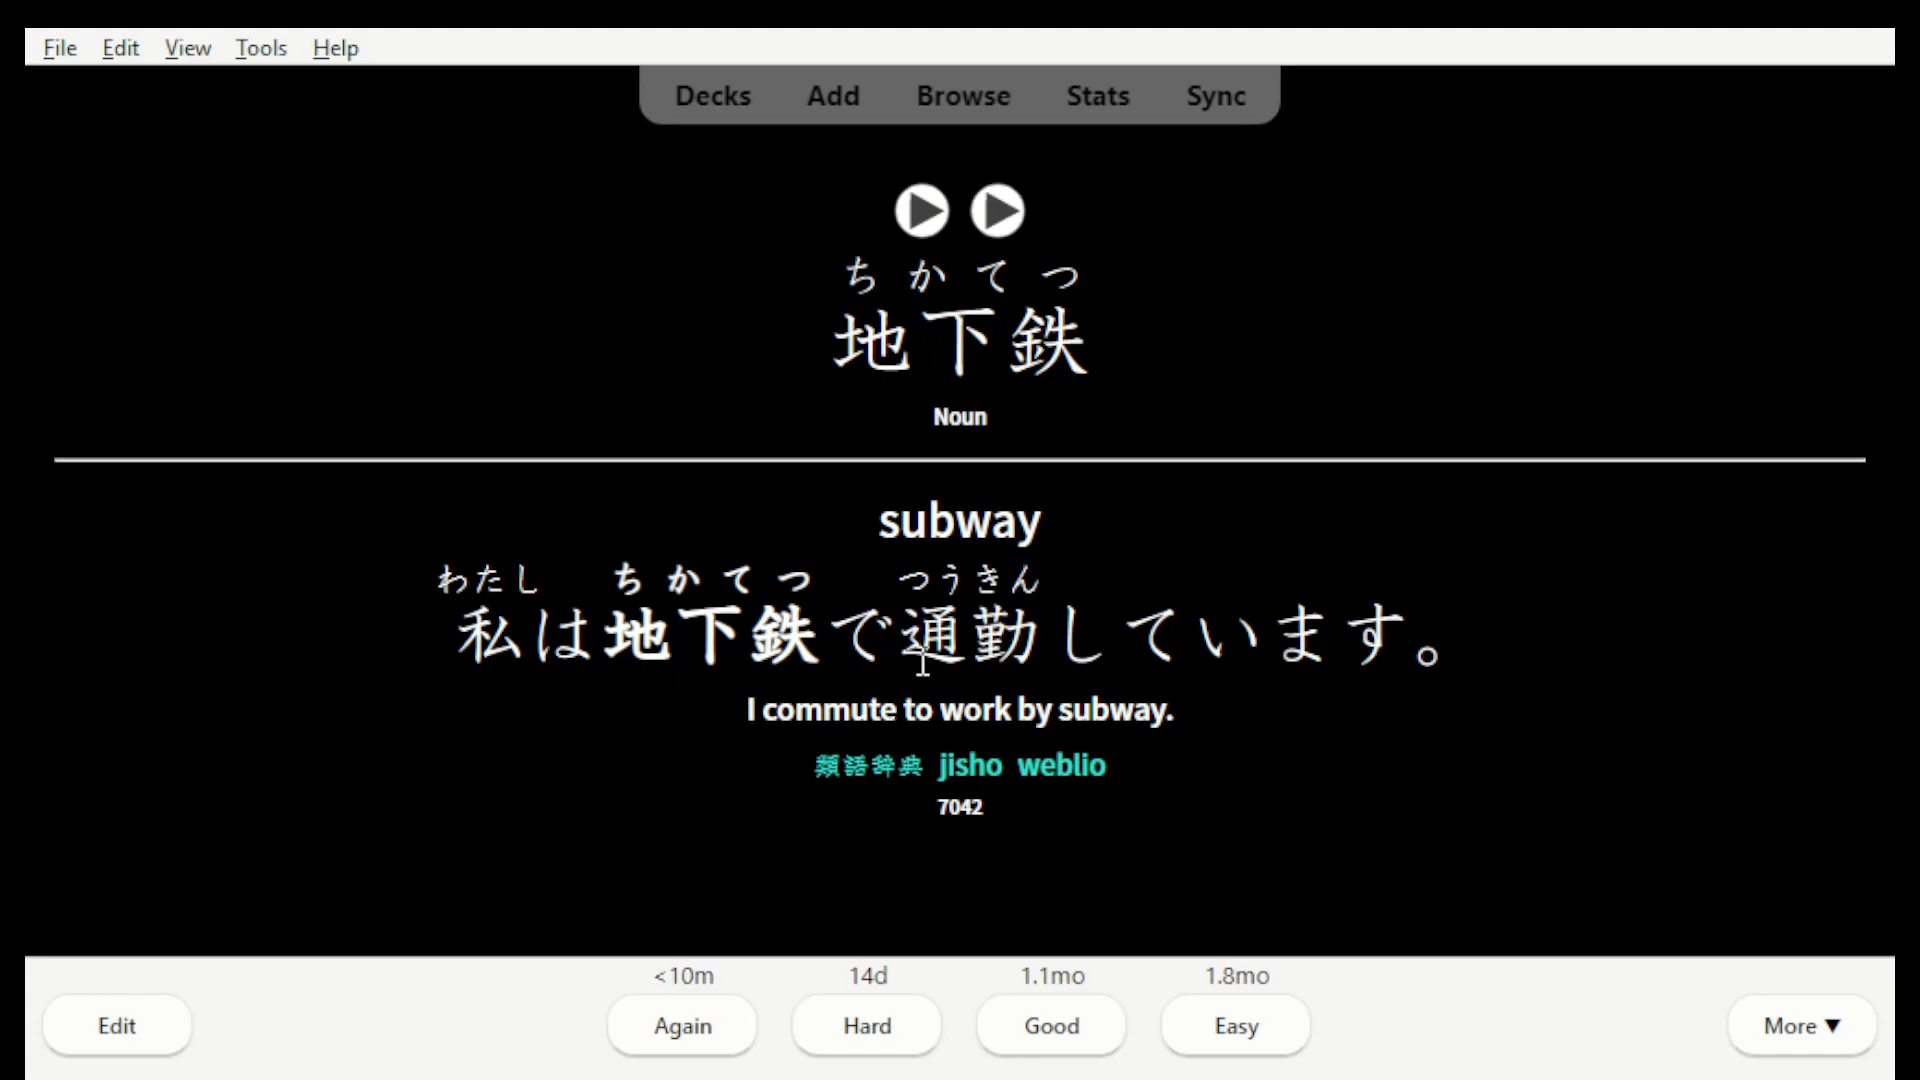 File Edit View Tools Help
Decks Add Browse Stats Sync
ちかてつ
地下鉄
Noun
subway
わたし ちかてつ つうきん
私は地下鉄で通勤しています。
I commute to work by subway.
類語辞典 jisho weblio
7042
<10m 14d 1.1mo 1.8mo
Edit Again Hard Good Easy More ▼